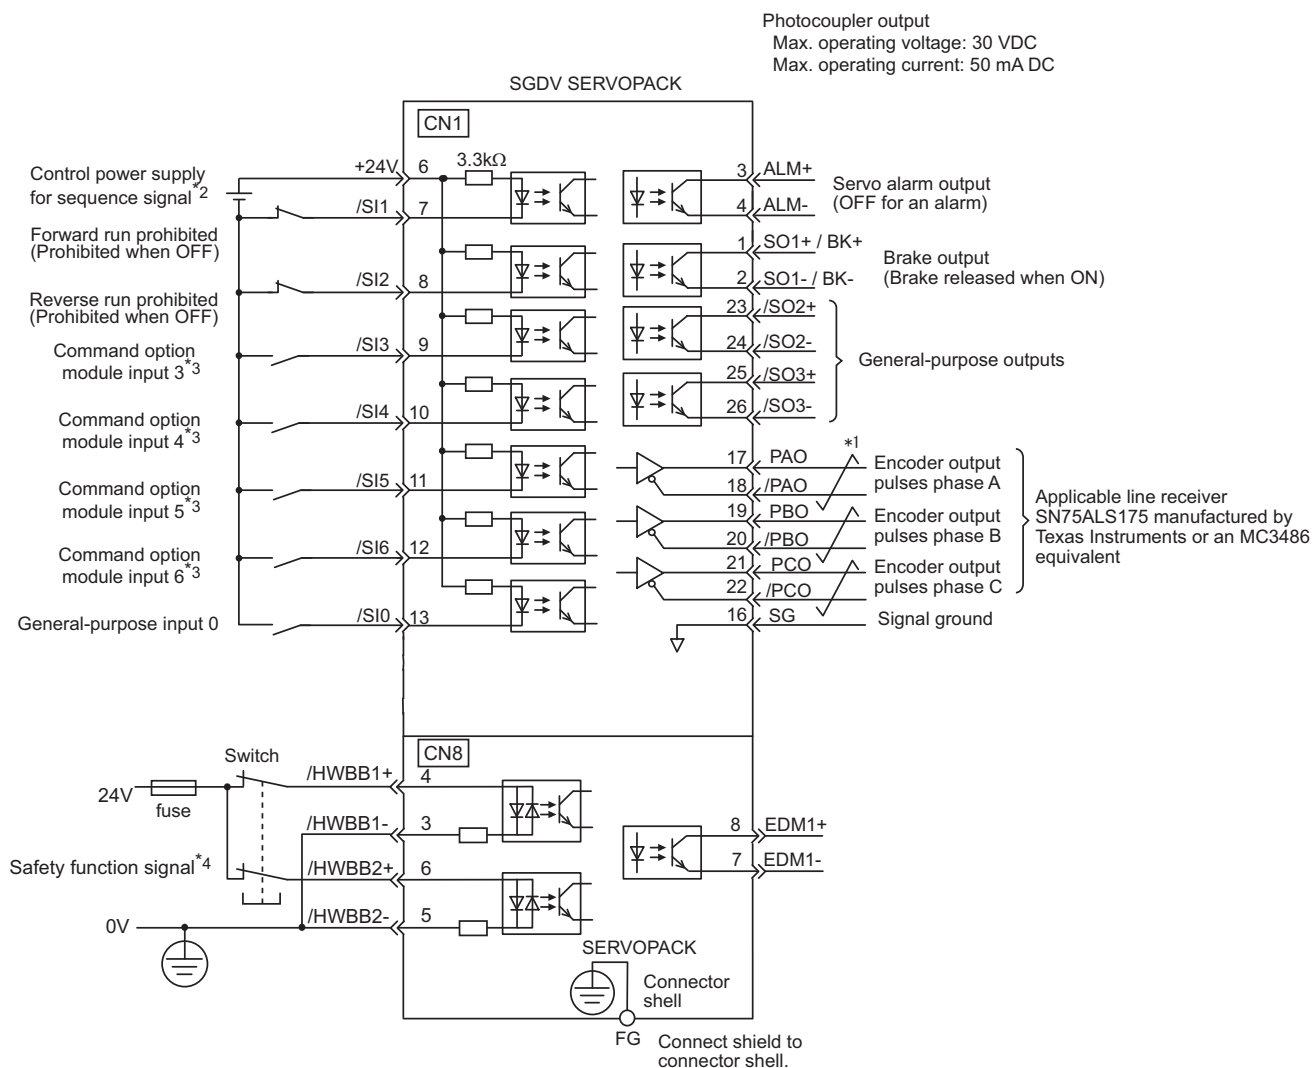 Photocoupler output
Max. operating voltage: 30 VDC
Max. operating current: 50 mA DC
SGDV SERVOPACK
CN1
Control power supply
for sequence signal*2
+24V 6 3.3kΩ
/SI1 7
Forward run prohibited
(Prohibited when OFF)
/SI2 8
Reverse run prohibited
(Prohibited when OFF)
Command option
module input 3*3
/SI3 9
Command option
module input 4*3
/SI4 10
Command option
module input 5*3
/SI5 11
Command option
module input 6*3
/SI6 12
General-purpose input 0
/SI0 13
3 ALM+
4 ALM-
Servo alarm output
(OFF for an alarm)
1 SO1+ / BK+
2 SO1- / BK-
Brake output
(Brake released when ON)
23 /SO2+
24 /SO2-
25 /SO3+
26 /SO3-
General-purpose outputs
*1
17 PAO
18 /PAO
Encoder output
pulses phase A
19 PBO
20 /PBO
Encoder output
pulses phase B
21 PCO
22 /PCO
Encoder output
pulses phase C
Applicable line receiver
SN75ALS175 manufactured by
Texas Instruments or an MC3486
equivalent
16 SG
Signal ground
CN8
Switch
24V
fuse
/HWBB1+ 4
/HWBB1- 3
Safety function signal*4
/HWBB2+ 6
/HWBB2- 5
0V
8 EDM1+
7 EDM1-
SERVOPACK
Connector
shell
FG
Connect shield to
connector shell.